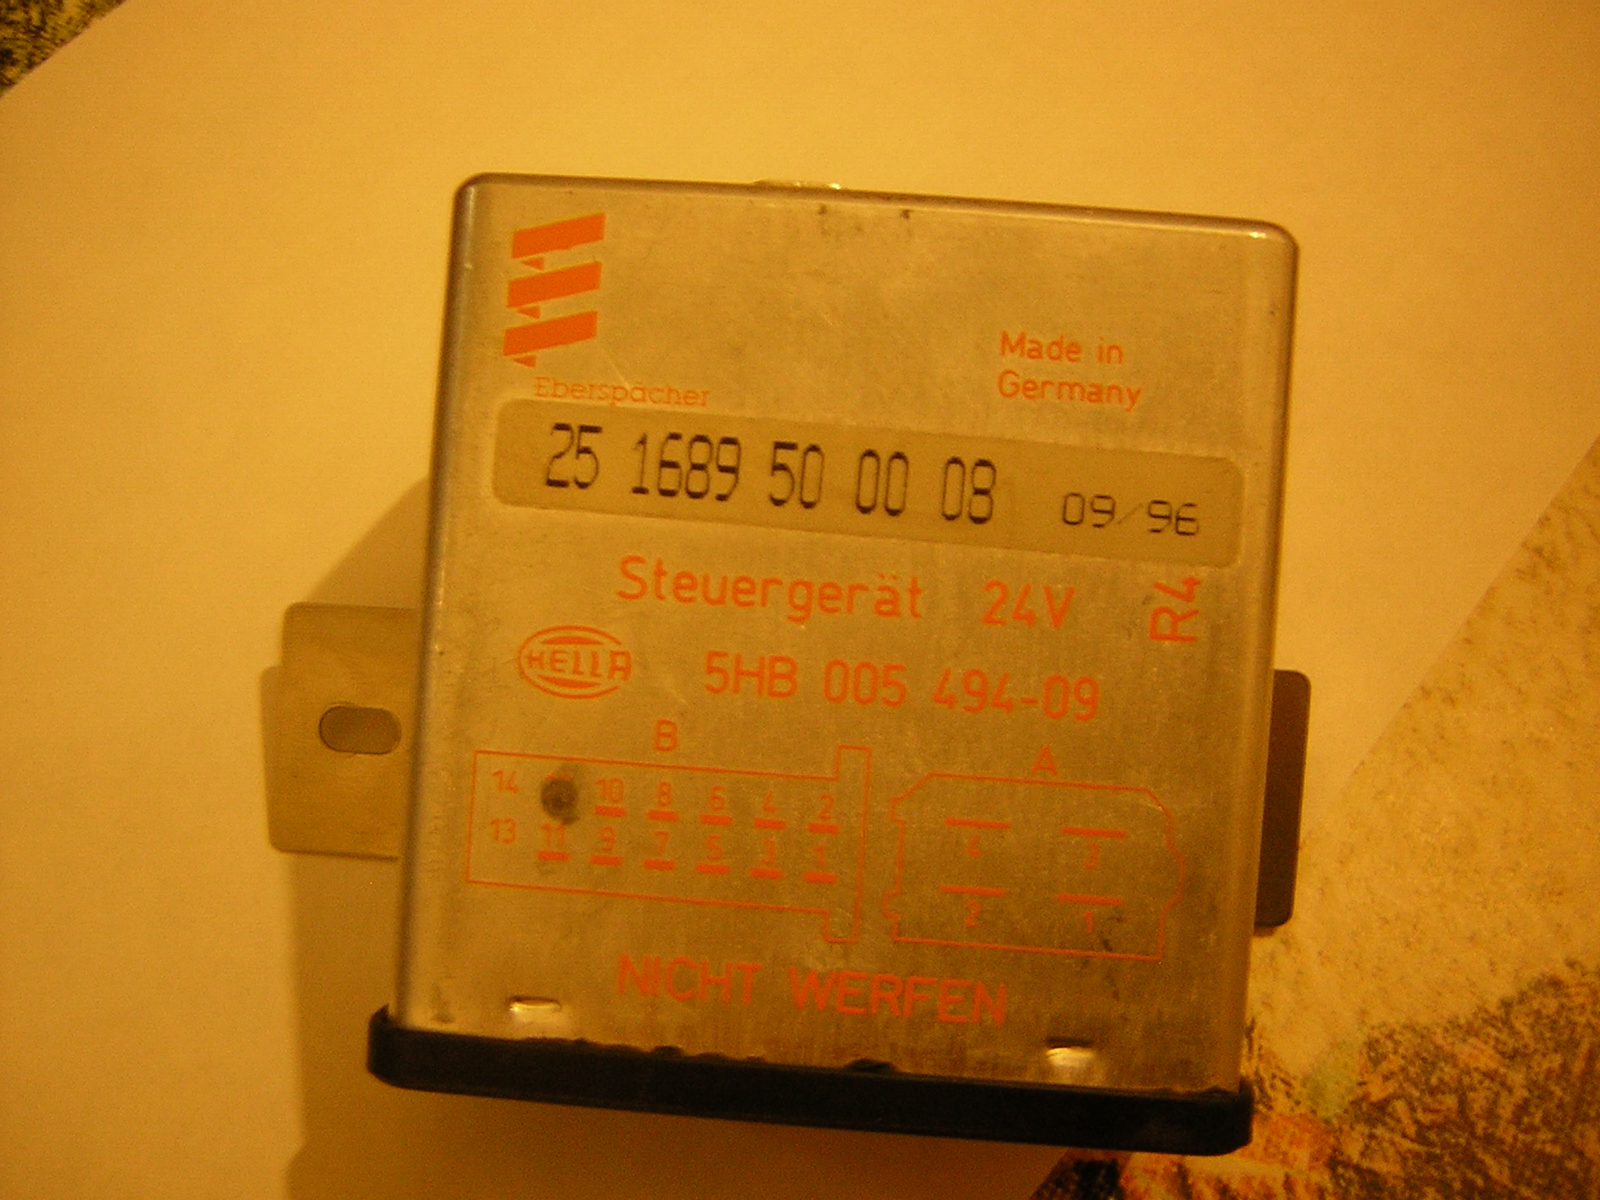 Made in
Germany
Eberspächer
25 1689 50 00 08 09/96
Steuergerät 24V
R4
HELLA 5HB 005 494-09
B A
14 10 8 6 4 2
13 11 9 7 5 3 1
4 3
2 1
NICHT WERFEN